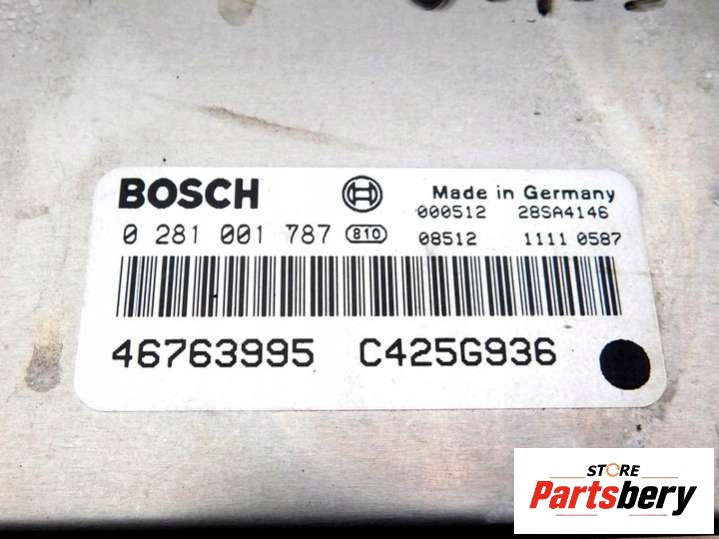 BOSCH Made in Germany
000512 28SA4146
0 281 001 787 810 08512 1111 0587
46763995 C425G936
STORE
Partsbery